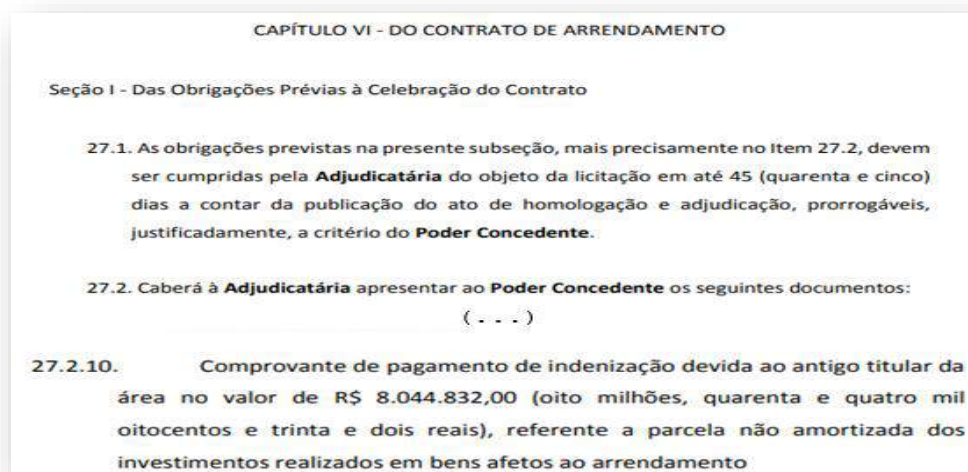 CAPÍTULO VI - DO CONTRATO DE ARRENDAMENTO
Seção I - Das Obrigações Prévias à Celebração do Contrato
27.1. As obrigações previstas na presente subseção, mais precisamente no Item 27.2, devem
ser cumpridas pela Adjudicatária do objeto da licitação em até 45 (quarenta e cinco)
dias a contar da publicação do ato de homologação e adjudicação, prorrogáveis,
justificadamente, a critério do Poder Concedente.
27.2. Caberá à Adjudicatária apresentar ao Poder Concedente os seguintes documentos:
(...)
27.2.10. Comprovante de pagamento de indenização devida ao antigo titular da
área no valor de R$ 8.044.832,00 (oito milhões, quarenta e quatro mil
oitocentos e trinta e dois reais), referente a parcela não amortizada dos
investimentos realizados em bens afetos ao arrendamento